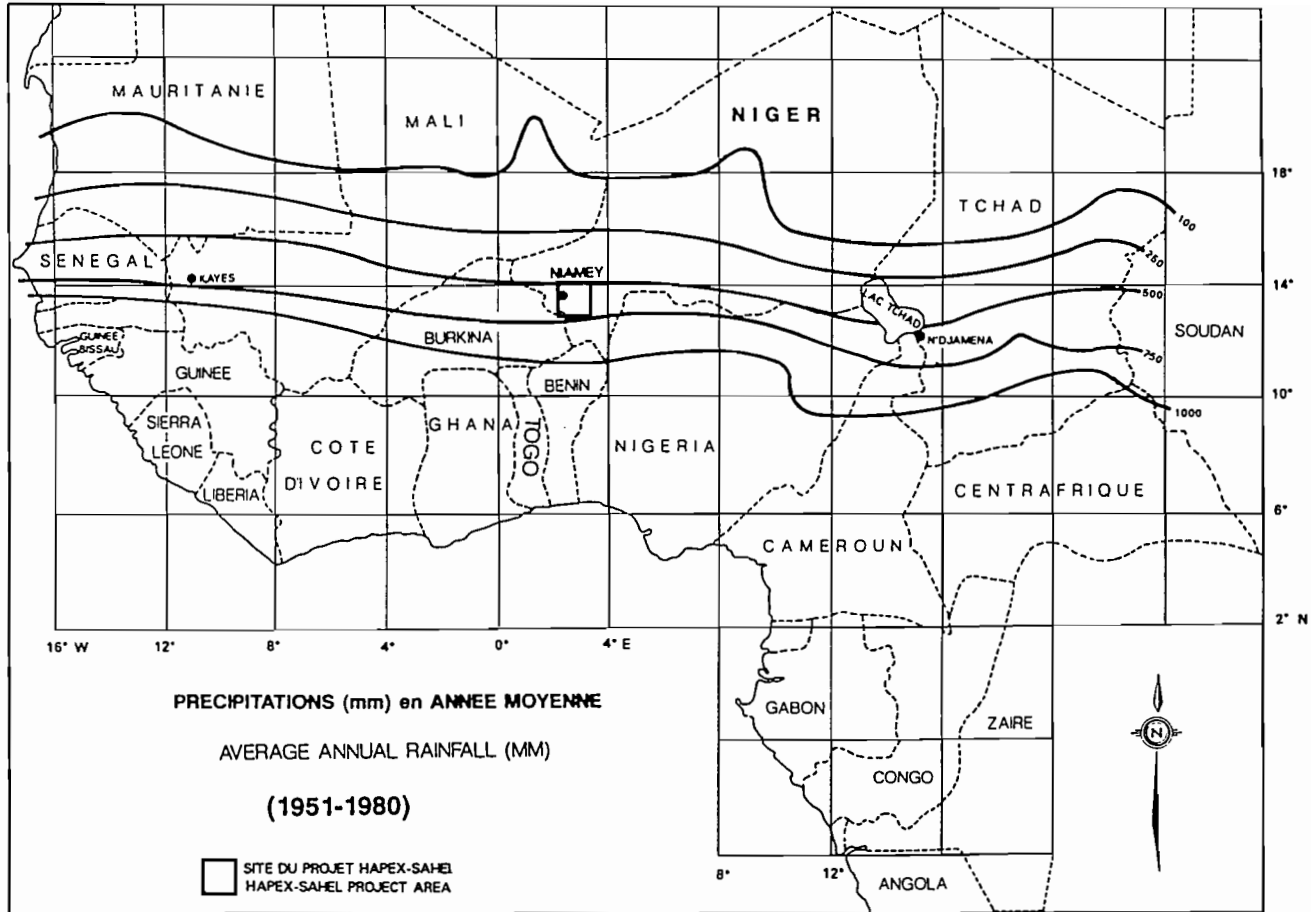 MAURITANIE
MALI
NIGER
18°
TCHAD
100
SENEGAL
250
KAYES
NIAMEY
14°
LAC TCHAD
500
SOUDAN
GUINEE
BISSAU
BURKINA
N'DJAMENA
750
GUINEE
BENIN
10°
1000
SIERRA
LEONE
COTE
D'IVOIRE
GHANA
TOGO
NIGERIA
LIBERIA
CENTRAFRIQUE
6°
CAMEROUN
2° N
16° W
12°
8°
4°
0°
4° E
PRECIPITATIONS (mm) en ANNEE MOYENNE
AVERAGE ANNUAL RAINFALL (MM)
(1951-1980)
GABON
ZAIRE
N
CONGO
SITE DU PROJET HAPEX-SAHEL
HAPEX-SAHEL PROJECT AREA
8°
12°
ANGOLA